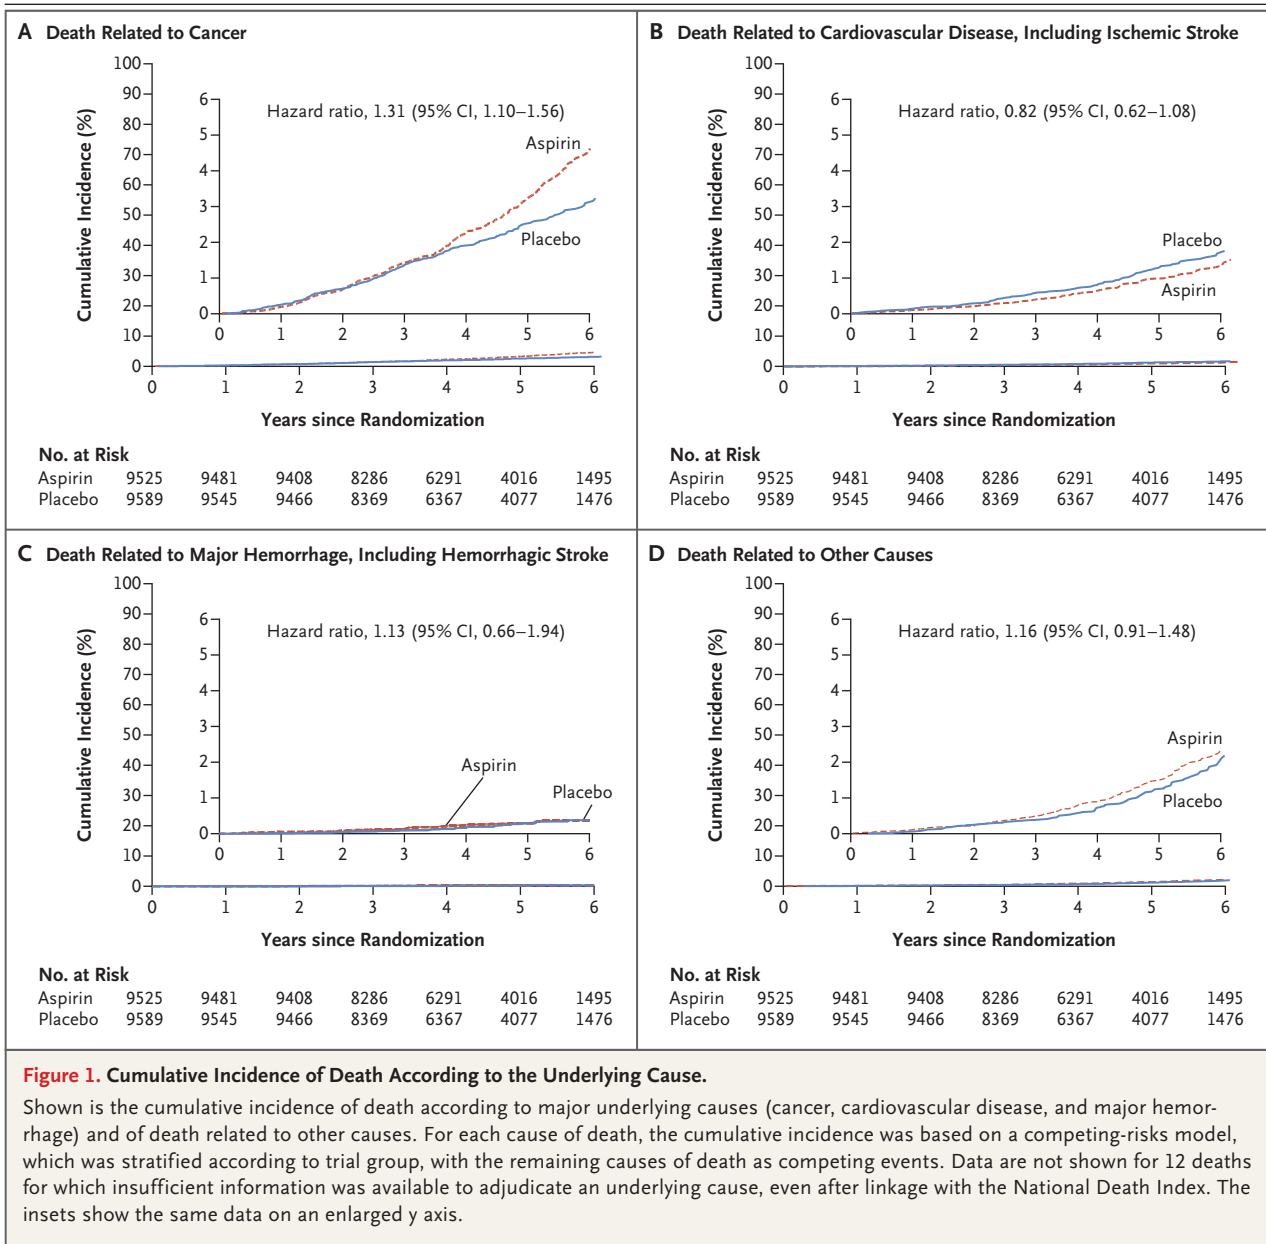 A Death Related to Cancer
100
90
80
70
60
50
40
30
20
10
0
Cumulative Incidence (%)
6
5
4
3
2
1
0
Hazard ratio, 1.31 (95% CI, 1.10–1.56)
Aspirin
Placebo
0 1 2 3 4 5 6
0 1 2 3 4 5 6
Years since Randomization
No. at Risk
Aspirin 9525 9481 9408 8286 6291 4016 1495
Placebo 9589 9545 9466 8369 6367 4077 1476
B Death Related to Cardiovascular Disease, Including Ischemic Stroke
100
90
80
70
60
50
40
30
20
10
0
Cumulative Incidence (%)
6
5
4
3
2
1
0
Hazard ratio, 0.82 (95% CI, 0.62–1.08)
Placebo
Aspirin
0 1 2 3 4 5 6
0 1 2 3 4 5 6
Years since Randomization
No. at Risk
Aspirin 9525 9481 9408 8286 6291 4016 1495
Placebo 9589 9545 9466 8369 6367 4077 1476
C Death Related to Major Hemorrhage, Including Hemorrhagic Stroke
100
90
80
70
60
50
40
30
20
10
0
Cumulative Incidence (%)
6
5
4
3
2
1
0
Hazard ratio, 1.13 (95% CI, 0.66–1.94)
Aspirin
Placebo
0 1 2 3 4 5 6
0 1 2 3 4 5 6
Years since Randomization
No. at Risk
Aspirin 9525 9481 9408 8286 6291 4016 1495
Placebo 9589 9545 9466 8369 6367 4077 1476
D Death Related to Other Causes
100
90
80
70
60
50
40
30
20
10
0
Cumulative Incidence (%)
6
5
4
3
2
1
0
Hazard ratio, 1.16 (95% CI, 0.91–1.48)
Aspirin
Placebo
0 1 2 3 4 5 6
0 1 2 3 4 5 6
Years since Randomization
No. at Risk
Aspirin 9525 9481 9408 8286 6291 4016 1495
Placebo 9589 9545 9466 8369 6367 4077 1476
Figure 1. Cumulative Incidence of Death According to the Underlying Cause.
Shown is the cumulative incidence of death according to major underlying causes (cancer, cardiovascular disease, and major hemor-
rhage) and of death related to other causes. For each cause of death, the cumulative incidence was based on a competing-risks model,
which was stratified according to trial group, with the remaining causes of death as competing events. Data are not shown for 12 deaths
for which insufficient information was available to adjudicate an underlying cause, even after linkage with the National Death Index. The
insets show the same data on an enlarged y axis.